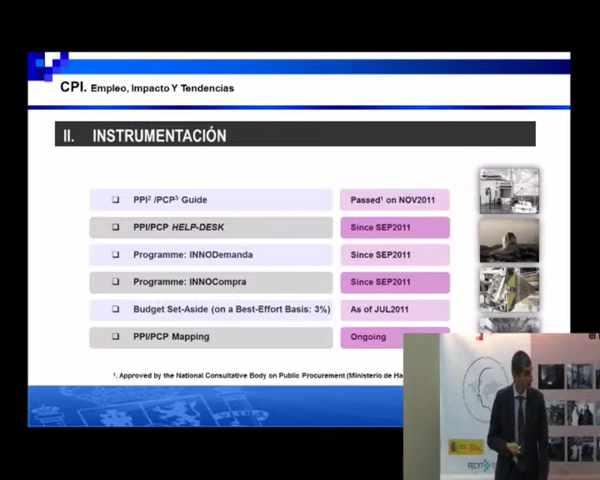 CPI. Empleo, Impacto Y Tendencias
II. INSTRUMENTACIÓN
❑ PPI² /PCP³ Guide Passed¹ on NOV2011
❑ PPI/PCP HELP-DESK Since SEP2011
❑ Programme: INNODemanda Since SEP2011
❑ Programme: INNOCompra Since SEP2011
❑ Budget Set-Aside (on a Best-Effort Basis: 3%) As of JUL2011
❑ PPI/PCP Mapping Ongoing
¹. Approved by the National Consultative Body on Public Procurement (Ministerio de Ha
el
FECYT